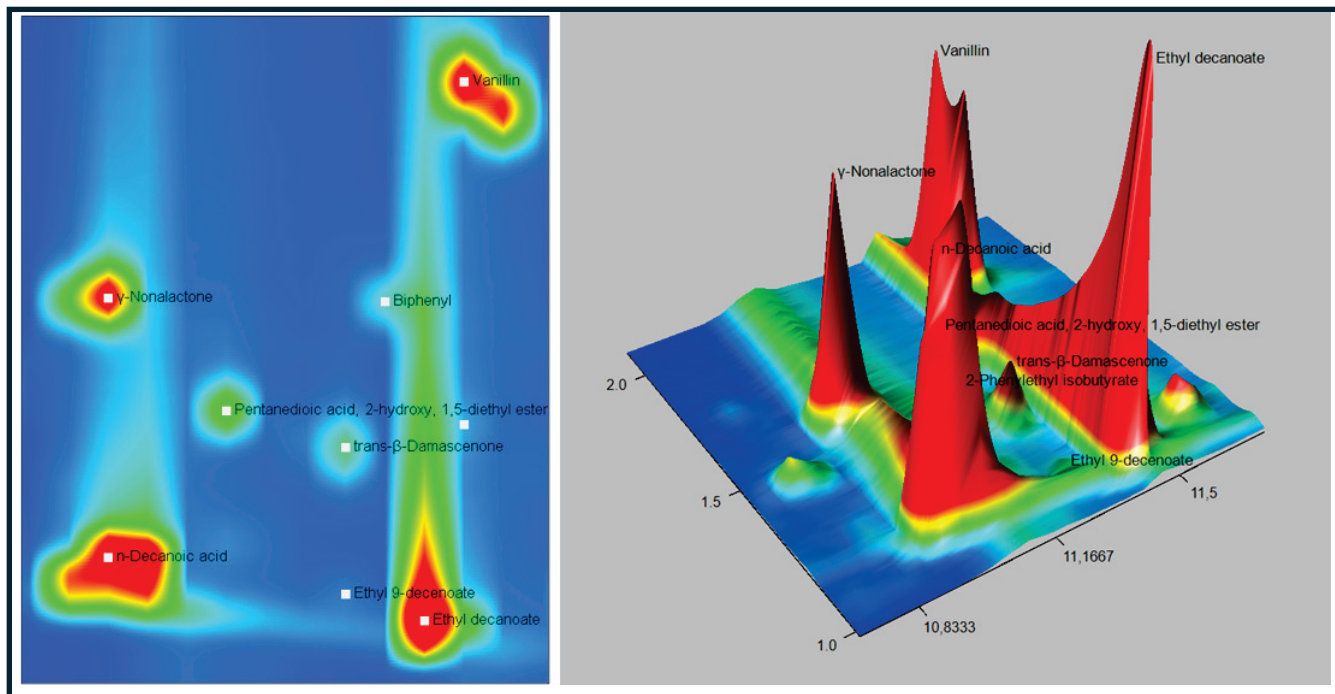 Vanillin
γ-Nonalactone
Biphenyl
Pentanedioic acid, 2-hydroxy, 1,5-diethyl ester
trans-β-Damascenone
n-Decanoic acid
Ethyl 9-decenoate
Ethyl decanoate
Vanillin
Ethyl decanoate
γ-Nonalactone
n-Decanoic acid
Pentanedioic acid, 2-hydroxy, 1,5-diethyl ester
trans-β-Damascenone
2-Phenylethyl isobutyrate
2.0
Ethyl 9-decenoate
11,5
1.5
11,1667
10,8333
1.0